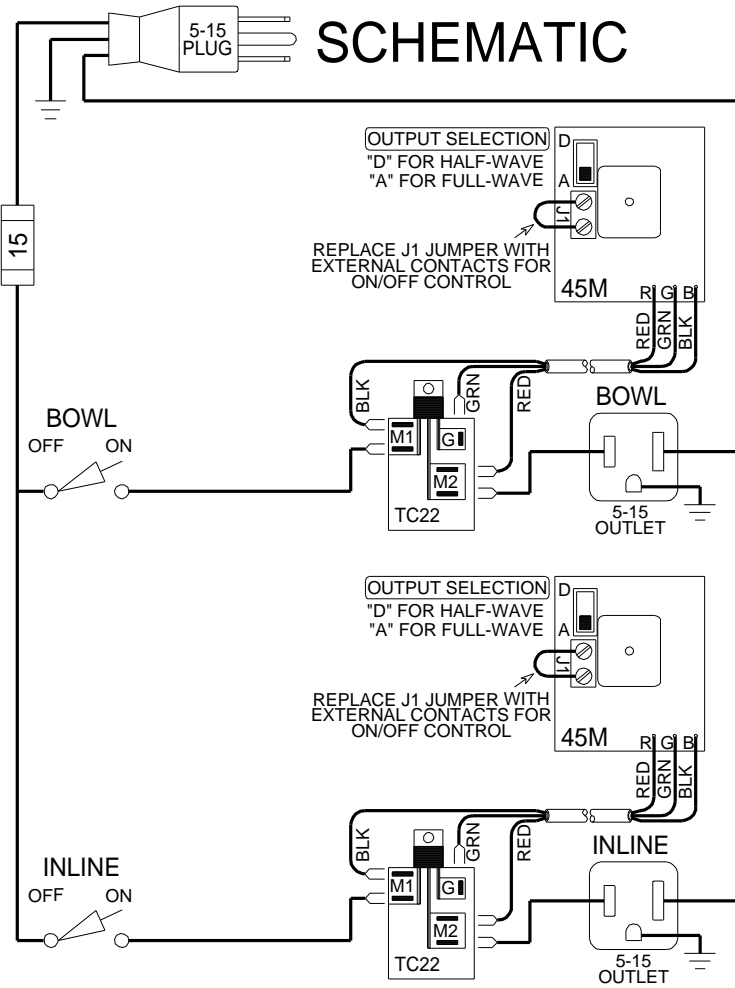 5-15
PLUG
SCHEMATIC
OUTPUT SELECTION
"D" FOR HALF-WAVE
"A" FOR FULL-WAVE
D
A
J1
REPLACE J1 JUMPER WITH
EXTERNAL CONTACTS FOR
ON/OFF CONTROL
45M
R G B
RED
GRN
BLK
15
BLK
GRN
RED
BOWL
OFF ON
M1
G
M2
TC22
BOWL
5-15
OUTLET
OUTPUT SELECTION
"D" FOR HALF-WAVE
"A" FOR FULL-WAVE
D
A
J1
REPLACE J1 JUMPER WITH
EXTERNAL CONTACTS FOR
ON/OFF CONTROL
45M
R G B
RED
GRN
BLK
BLK
GRN
RED
INLINE
OFF ON
M1
G
M2
TC22
INLINE
5-15
OUTLET